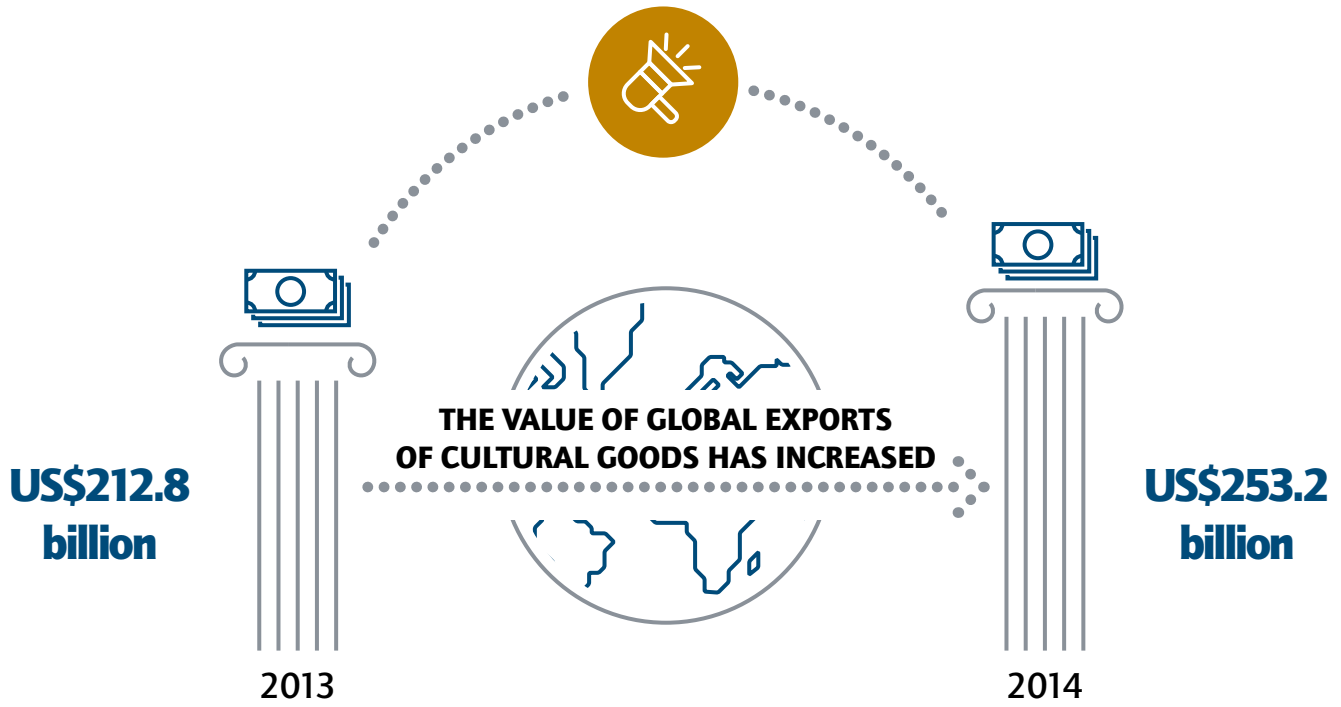 THE VALUE OF GLOBAL EXPORTS
OF CULTURAL GOODS HAS INCREASED
US$212.8
billion
US$253.2
billion
2013
2014